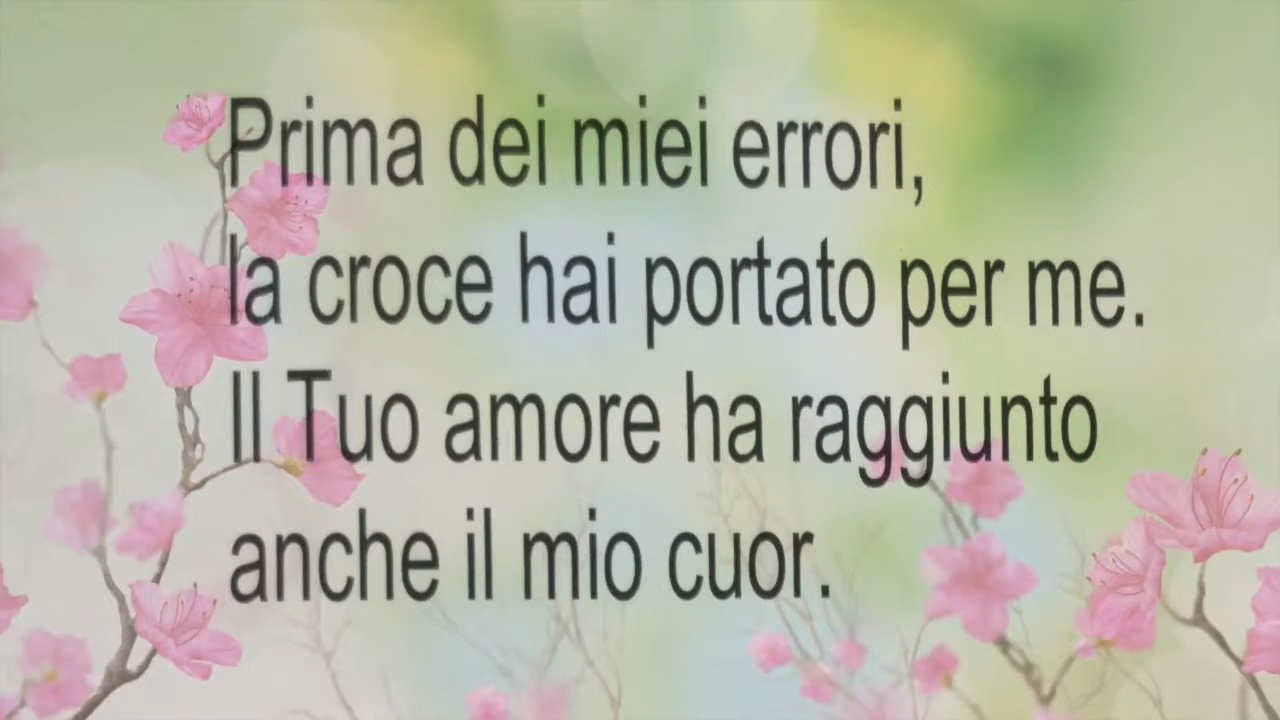 Prima dei miei errori,
la croce hai portato per me.
Il Tuo amore ha raggiunto
anche il mio cuor.